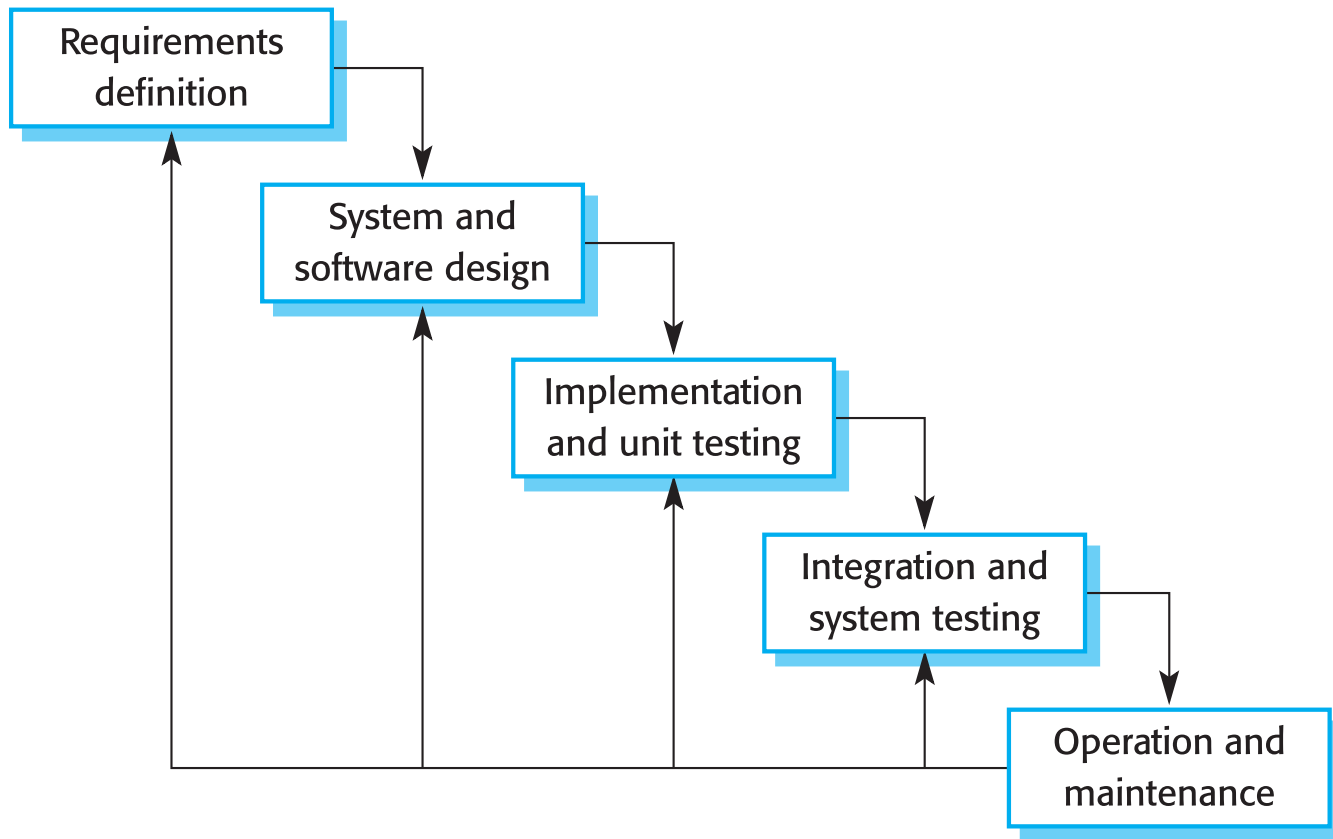 Requirements
definition
System and
software design
Implementation
and unit testing
Integration and
system testing
Operation and
maintenance